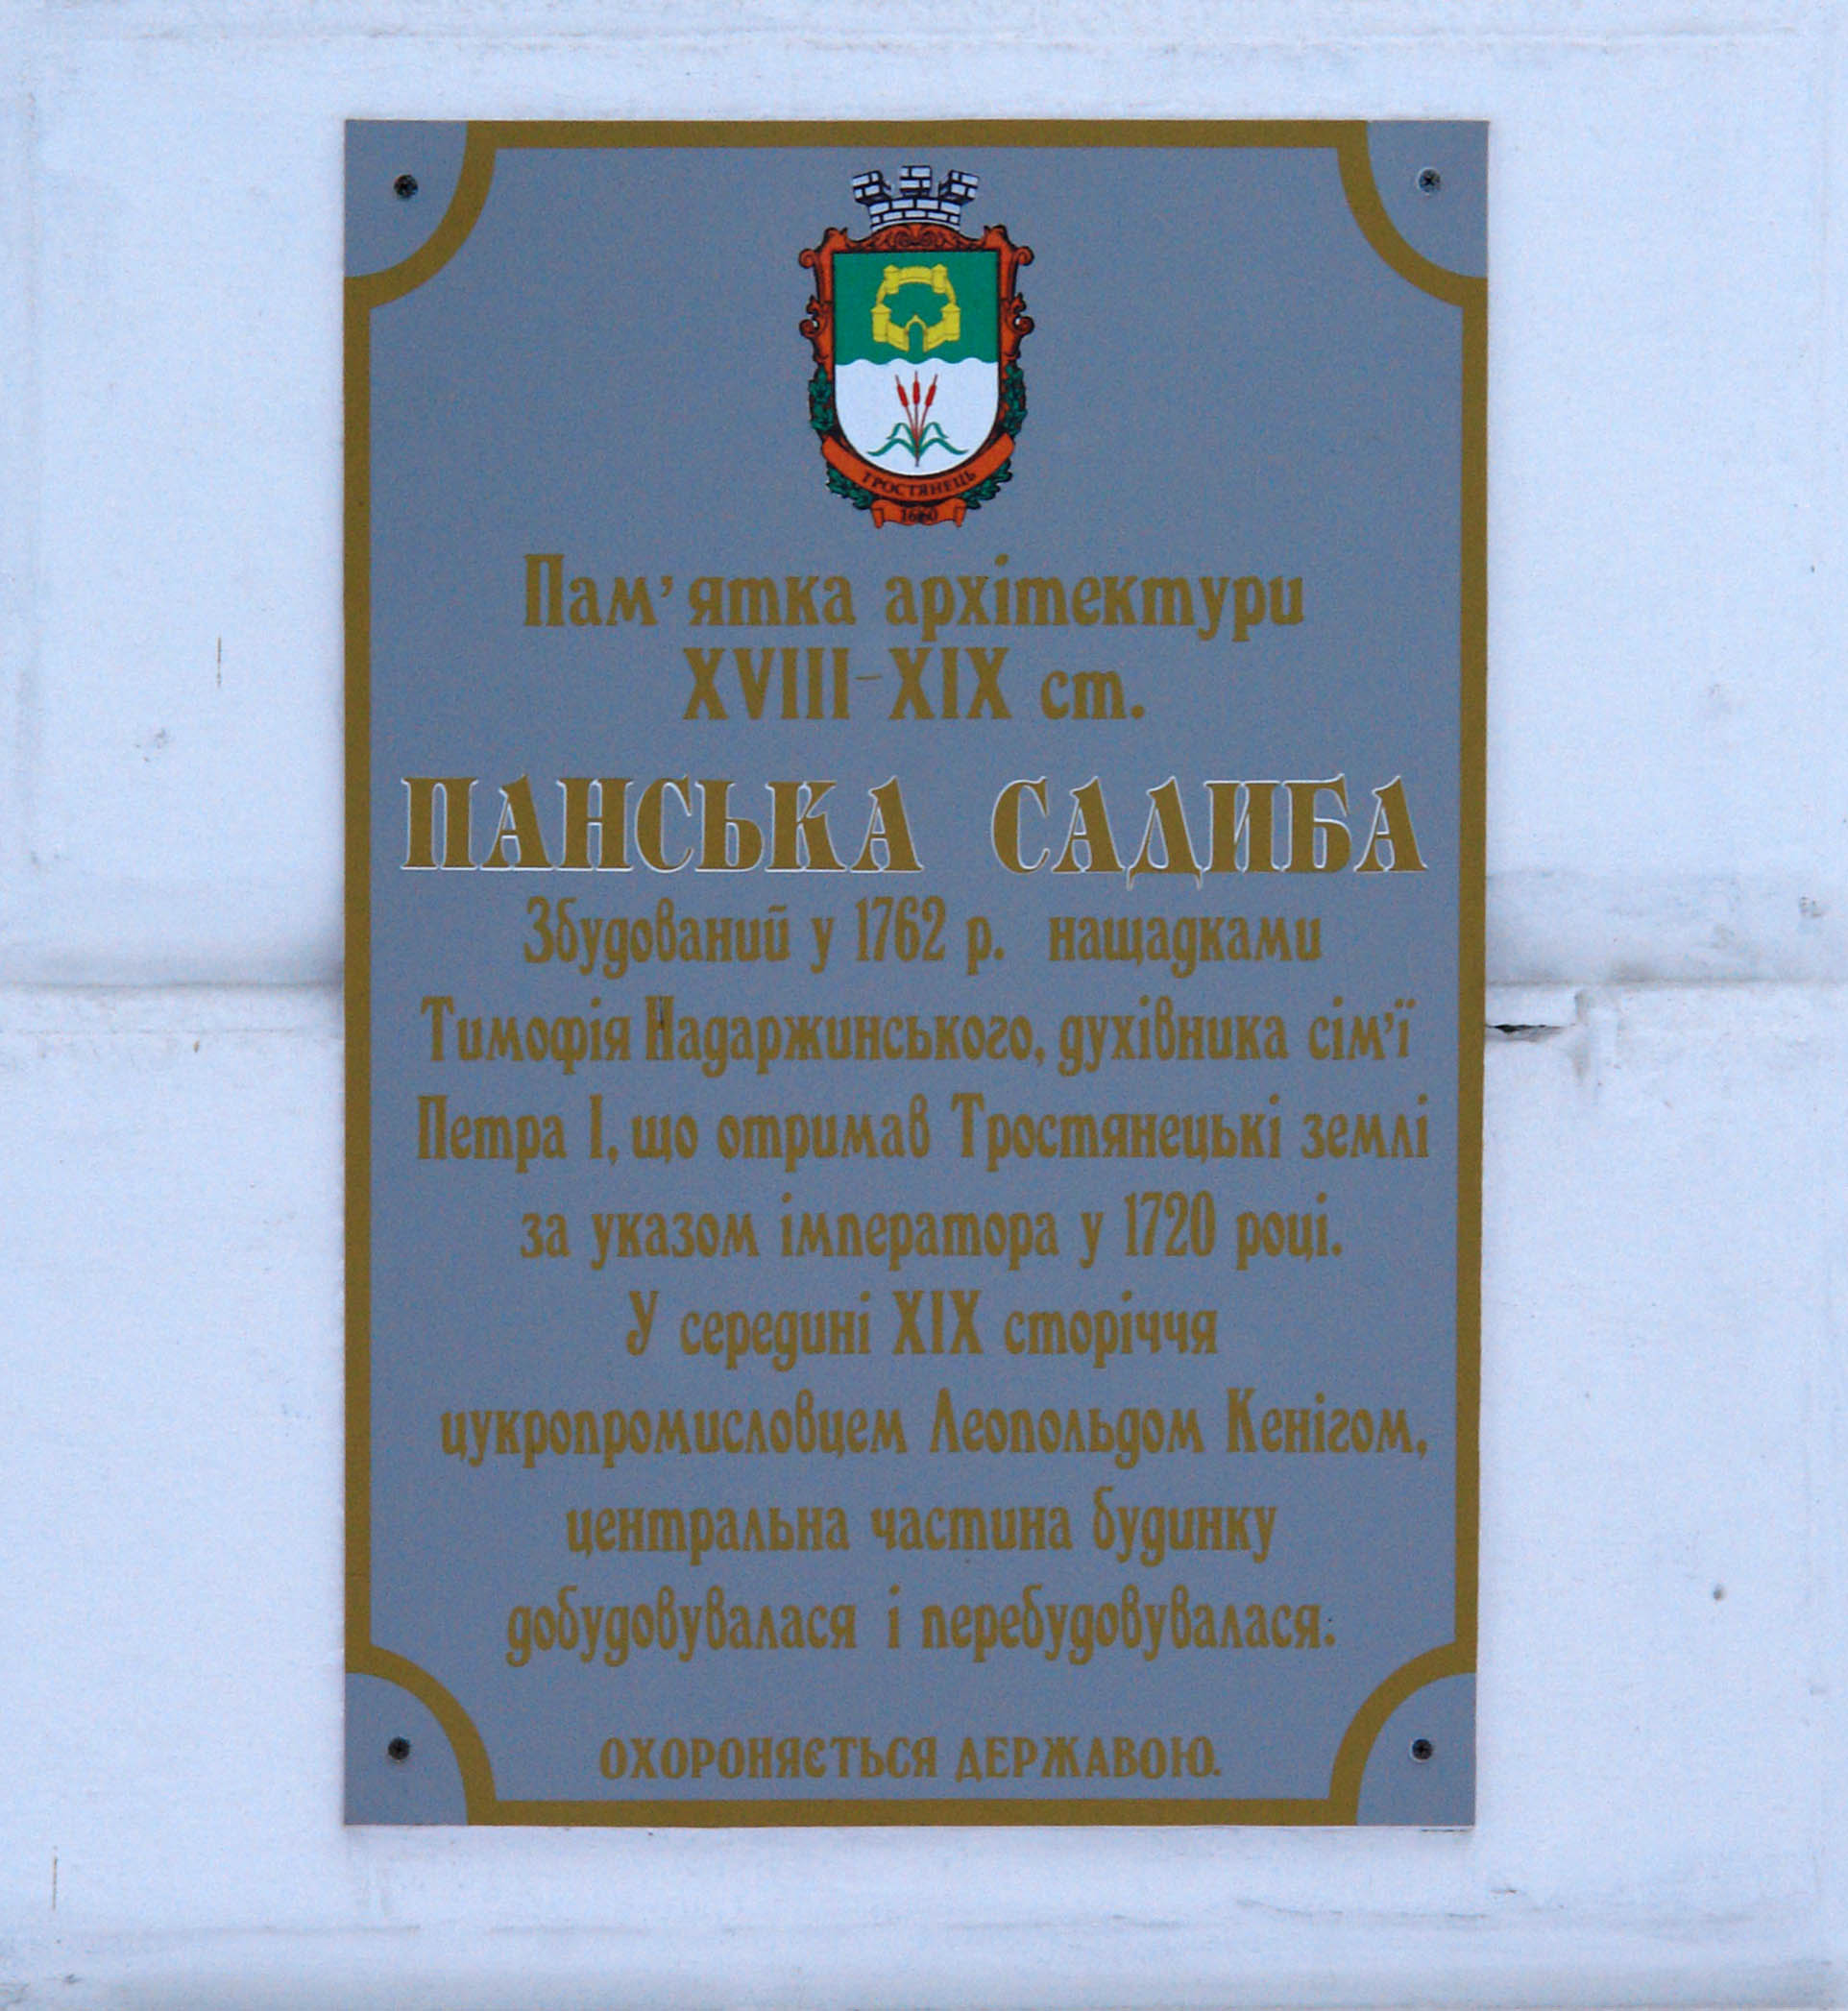 ТРОСТЯНЕЦЬ
1660
Пам'ятка архітектури
XVIII-XIX ст.
ПАНСЬКА САДИБА
Збудований у 1762 р. нащадками
Тимофія Надаржинського, духівника сім'ї
Петра І, що отримав Тростянецькі землі
за указом імператора у 1720 році.
У середині XIX сторіччя
цукропромисловцем Леопольдом Кенігом,
центральна частина будинку
добудовувалася і перебудовувалася.
ОХОРОНЯЄТЬСЯ ДЕРЖАВОЮ.